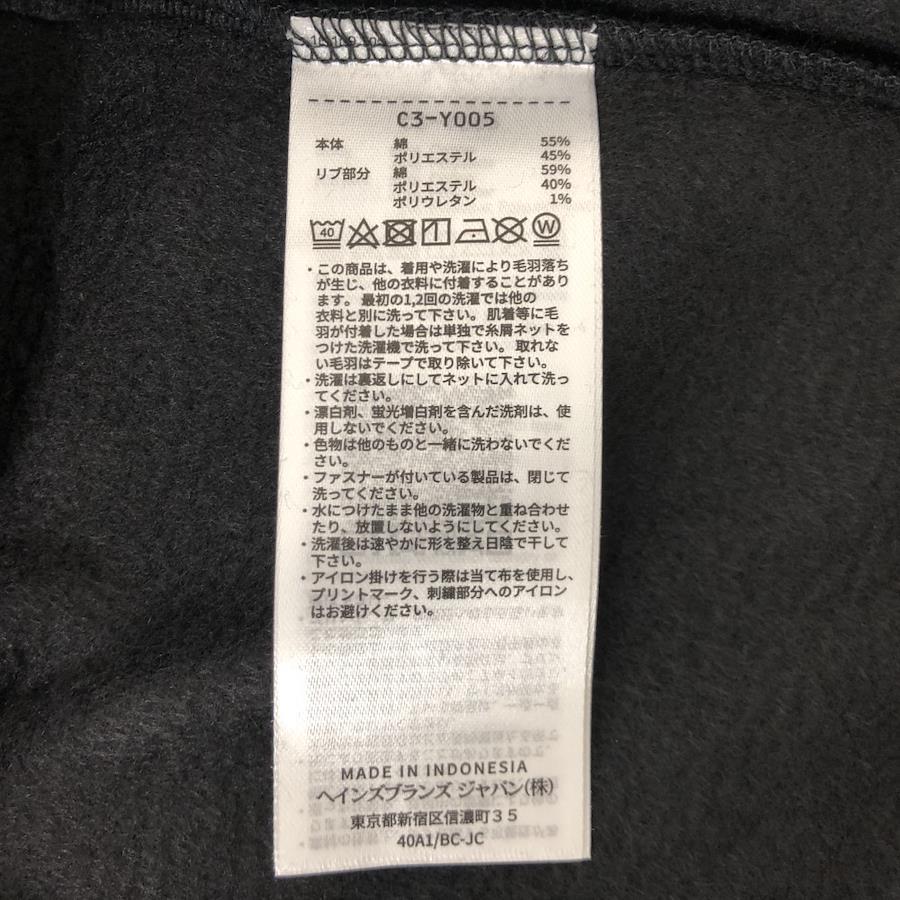 C3-Y005
本体 綿 55%
ポリエステル 45%
リブ部分 綿 59%
ポリエステル 40%
ポリウレタン 1%
40 W
・この商品は、着用や洗濯により毛羽落ち
が生じ、他の衣料に付着することがあり
ます。最初の1,2回の洗濯では他の
衣料と別に洗って下さい。肌着等に毛
羽が付着した場合は単独で糸屑ネットを
つけた洗濯機で洗って下さい。取れな
い毛羽はテープで取り除いて下さい。
・洗濯は裏返しにしてネットに入れて洗っ
てください。
・漂白剤、蛍光増白剤を含んだ洗剤は、使
用しないでください。
・色物は他のものと一緒に洗わないでくだ
さい。
・ファスナーが付いている製品は、閉じて
洗ってください。
・水につけたまま他の洗濯物と重ね合わせ
たり、放置しないようにしてください。
・洗濯後は速やかに形を整え日陰で干して
下さい。
・アイロン掛けを行う際は当て布を使用し、
プリントマーク、刺繍部分へのアイロン
はお避けください。
MADE IN INDONESIA
ヘインズブランズ ジャパン(株)
東京都新宿区信濃町35
40A1/BC-JC